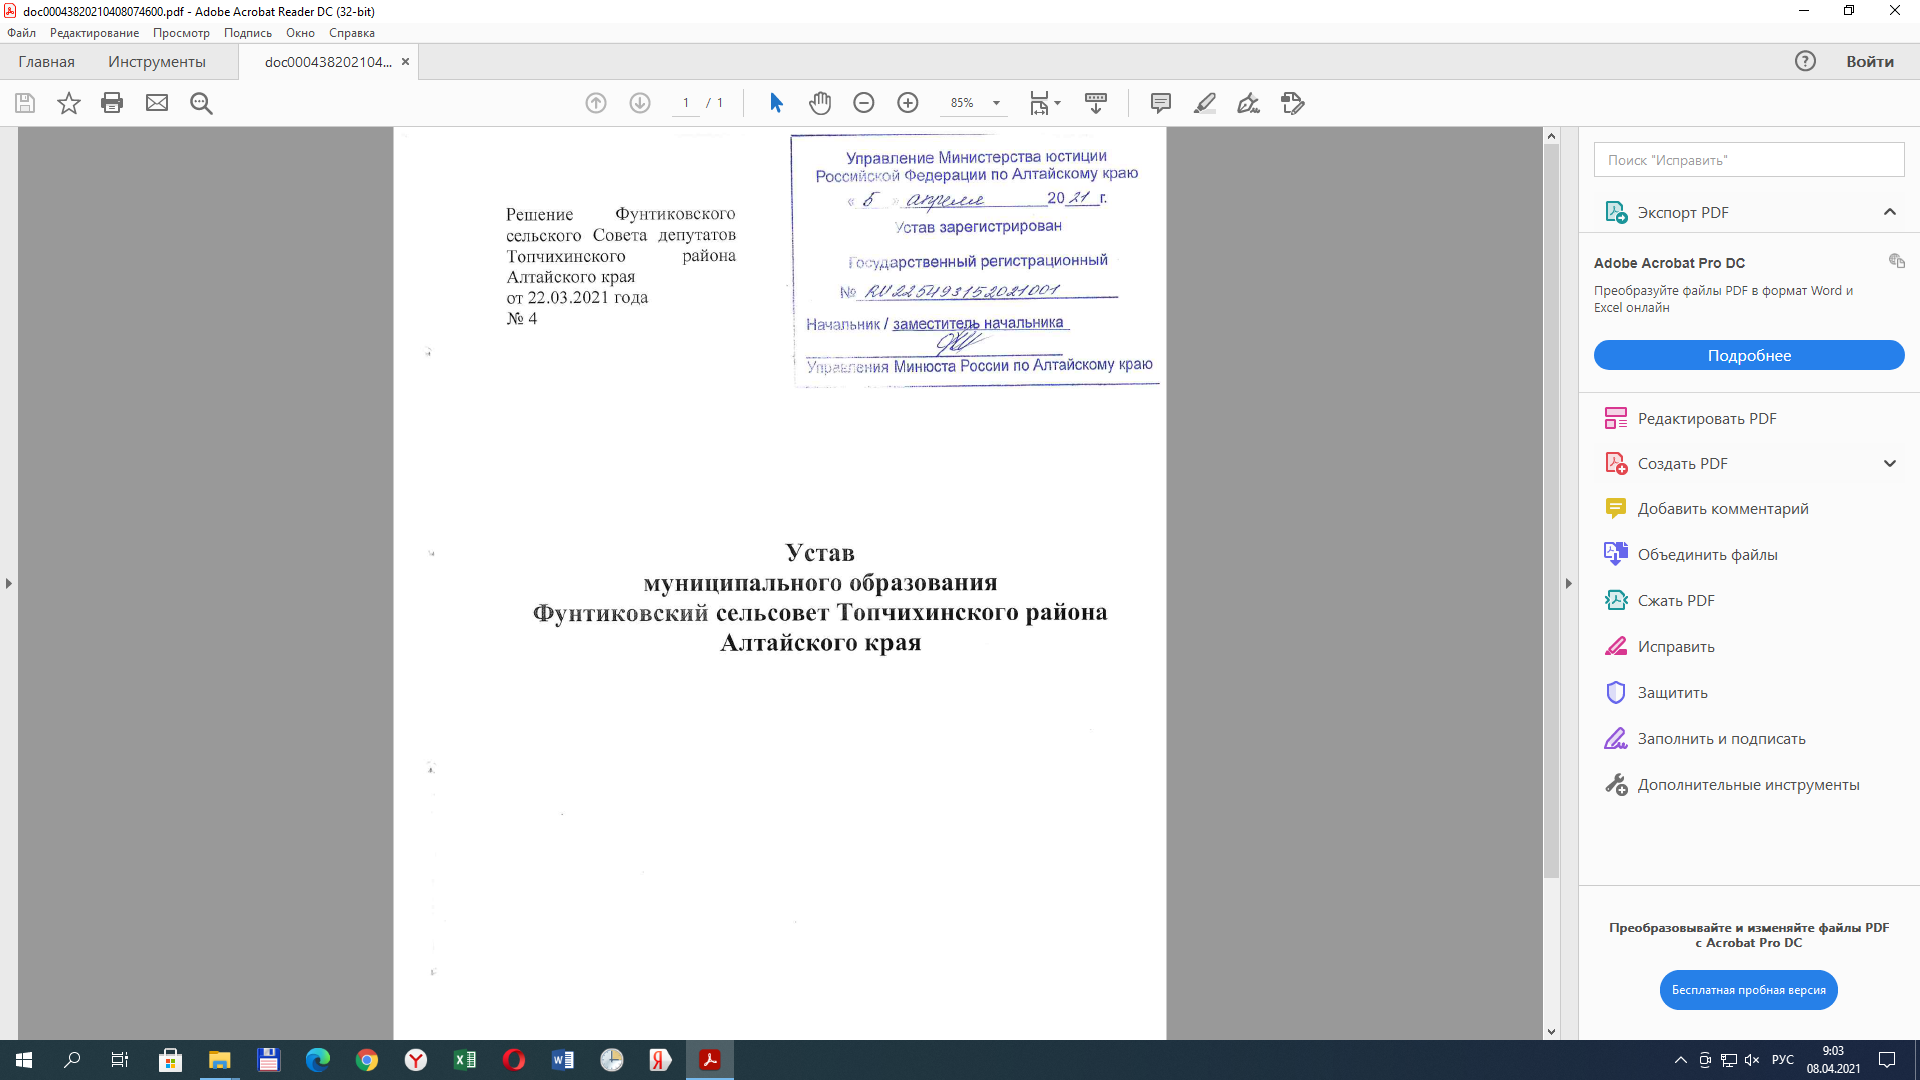 doc00043820210408074600.pdf - Adobe Acrobat Reader DC (32-bit)
Файл Редактирование Просмотр Подпись Окно Справка
Главная Инструменты doc000438202104... × Войти
1 / 1 85%
Решение Фунтиковского
сельского Совета депутатов
Топчихинского района
Алтайского края
от 22.03.2021 года
№ 4
Управление Министерства юстиции
Российской Федерации по Алтайскому краю
« 5 » апреля 2021 г.
Устав зарегистрирован
Государственный регистрационный
№ RU225493152021001
Начальник / заместитель начальника
Управления Минюста России по Алтайскому краю
Устав
муниципального образования
Фунтиковский сельсовет Топчихинского района
Алтайского края
Поиск "Исправить"
Экспорт PDF
Adobe Acrobat Pro DC
Преобразуйте файлы PDF в формат Word и
Excel онлайн
Подробнее
Редактировать PDF
Создать PDF
Добавить комментарий
Объединить файлы
Сжать PDF
Исправить
Защитить
Заполнить и подписать
Дополнительные инструменты
Преобразовывайте и изменяйте файлы PDF
с Acrobat Pro DC
Бесплатная пробная версия
РУС
9:03
08.04.2021